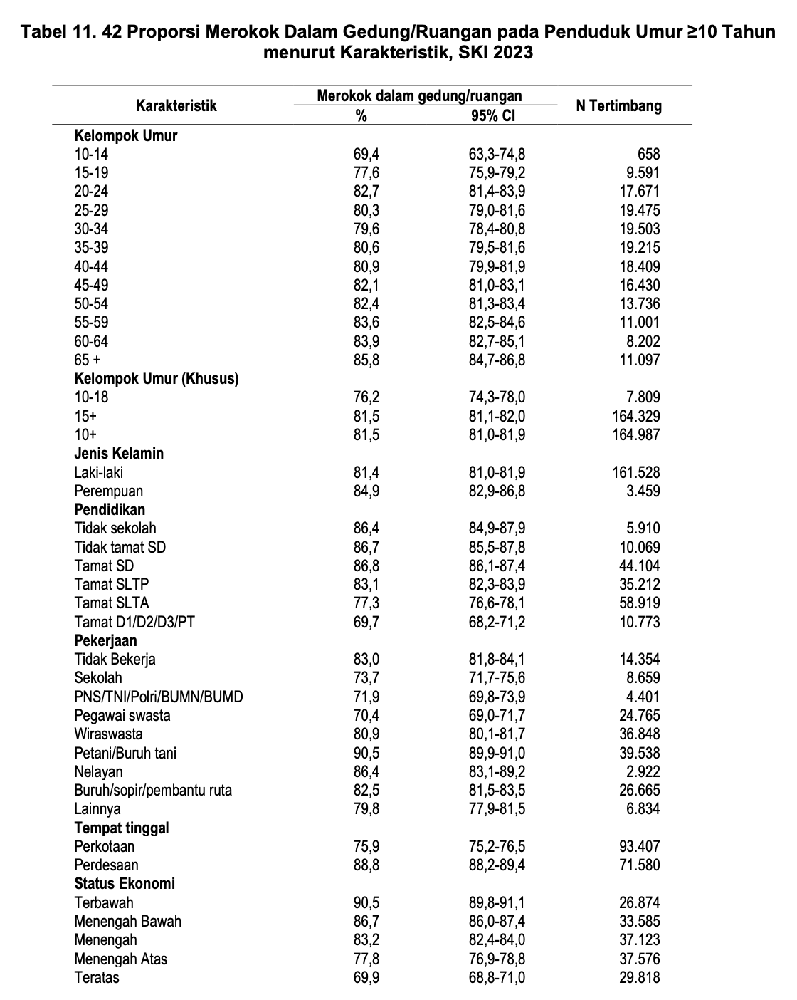 Tabel 11. 42 Proporsi Merokok Dalam Gedung/Ruangan pada Penduduk Umur ≥10 Tahun
menurut Karakteristik, SKI 2023
Karakteristik Merokok dalam gedung/ruangan N Tertimbang
% 95% CI
Kelompok Umur
10-14 69,4 63,3-74,8 658
15-19 77,6 75,9-79,2 9.591
20-24 82,7 81,4-83,9 17.671
25-29 80,3 79,0-81,6 19.475
30-34 79,6 78,4-80,8 19.503
35-39 80,6 79,5-81,6 19.215
40-44 80,9 79,9-81,9 18.409
45-49 82,1 81,0-83,1 16.430
50-54 82,4 81,3-83,4 13.736
55-59 83,6 82,5-84,6 11.001
60-64 83,9 82,7-85,1 8.202
65 + 85,8 84,7-86,8 11.097
Kelompok Umur (Khusus)
10-18 76,2 74,3-78,0 7.809
15+ 81,5 81,1-82,0 164.329
10+ 81,5 81,0-81,9 164.987
Jenis Kelamin
Laki-laki 81,4 81,0-81,9 161.528
Perempuan 84,9 82,9-86,8 3.459
Pendidikan
Tidak sekolah 86,4 84,9-87,9 5.910
Tidak tamat SD 86,7 85,5-87,8 10.069
Tamat SD 86,8 86,1-87,4 44.104
Tamat SLTP 83,1 82,3-83,9 35.212
Tamat SLTA 77,3 76,6-78,1 58.919
Tamat D1/D2/D3/PT 69,7 68,2-71,2 10.773
Pekerjaan
Tidak Bekerja 83,0 81,8-84,1 14.354
Sekolah 73,7 71,7-75,6 8.659
PNS/TNI/Polri/BUMN/BUMD 71,9 69,8-73,9 4.401
Pegawai swasta 70,4 69,0-71,7 24.765
Wiraswasta 80,9 80,1-81,7 36.848
Petani/Buruh tani 90,5 89,9-91,0 39.538
Nelayan 86,4 83,1-89,2 2.922
Buruh/sopir/pembantu ruta 82,5 81,5-83,5 26.665
Lainnya 79,8 77,9-81,5 6.834
Tempat tinggal
Perkotaan 75,9 75,2-76,5 93.407
Perdesaan 88,8 88,2-89,4 71.580
Status Ekonomi
Terbawah 90,5 89,8-91,1 26.874
Menengah Bawah 86,7 86,0-87,4 33.585
Menengah 83,2 82,4-84,0 37.123
Menengah Atas 77,8 76,9-78,8 37.576
Teratas 69,9 68,8-71,0 29.818